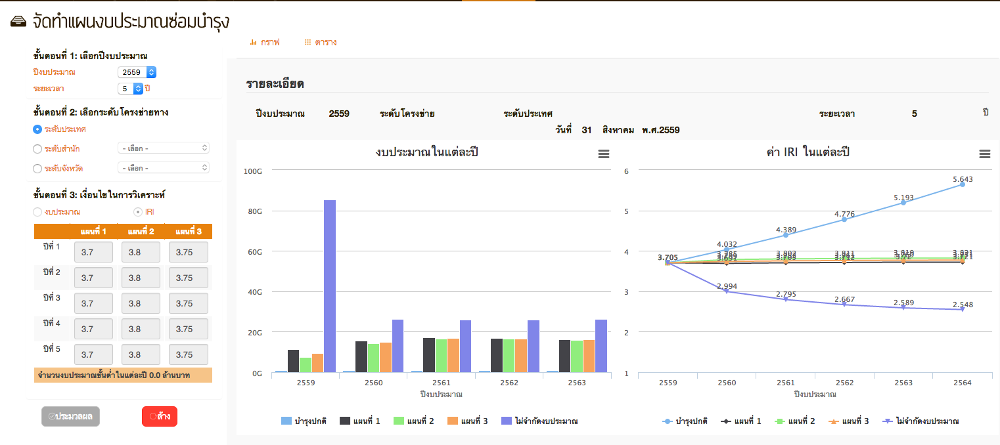 จัดทำแผนงบประมาณซ่อมบำรุง
ขั้นตอนที่ 1: เลือกปีงบประมาณ
ปีงบประมาณ 2559
ระยะเวลา 5 ปี
ขั้นตอนที่ 2: เลือกระดับโครงข่ายทาง
ระดับประเทศ
ระดับสำนัก - เลือก -
ระดับจังหวัด - เลือก -
ขั้นตอนที่ 3: เงื่อนไขในการวิเคราะห์
งบประมาณ IRI
แผนที่ 1 แผนที่ 2 แผนที่ 3
ปีที่ 1 3.7 3.8 3.75
ปีที่ 2 3.7 3.8 3.75
ปีที่ 3 3.7 3.8 3.75
ปีที่ 4 3.7 3.8 3.75
ปีที่ 5 3.7 3.8 3.75
จำนวนงบประมาณขั้นต่ำในแต่ละปี 0.0 ล้านบาท
ประมวลผล ล้าง
กราฟ ตาราง
รายละเอียด
ปีงบประมาณ 2559 ระดับโครงข่าย ระดับประเทศ ระยะเวลา 5 ปี
วันที่ 31 สิงหาคม พ.ศ.2559
งบประมาณในแต่ละปี
100G
80G
60G
40G
20G
0G
2559 2560 2561 2562 2563
ปีงบประมาณ
บำรุงปกติ แผนที่ 1 แผนที่ 2 แผนที่ 3 ไม่จำกัดงบประมาณ
ค่า IRI ในแต่ละปี
6
5
4
3
2
1
3.705 4.032 4.389 4.776 5.193 5.643
2.994 2.795 2.667 2.589 2.548
2559 2560 2561 2562 2563 2564
ปีงบประมาณ
บำรุงปกติ แผนที่ 1 แผนที่ 2 แผนที่ 3 ไม่จำกัดงบประมาณ